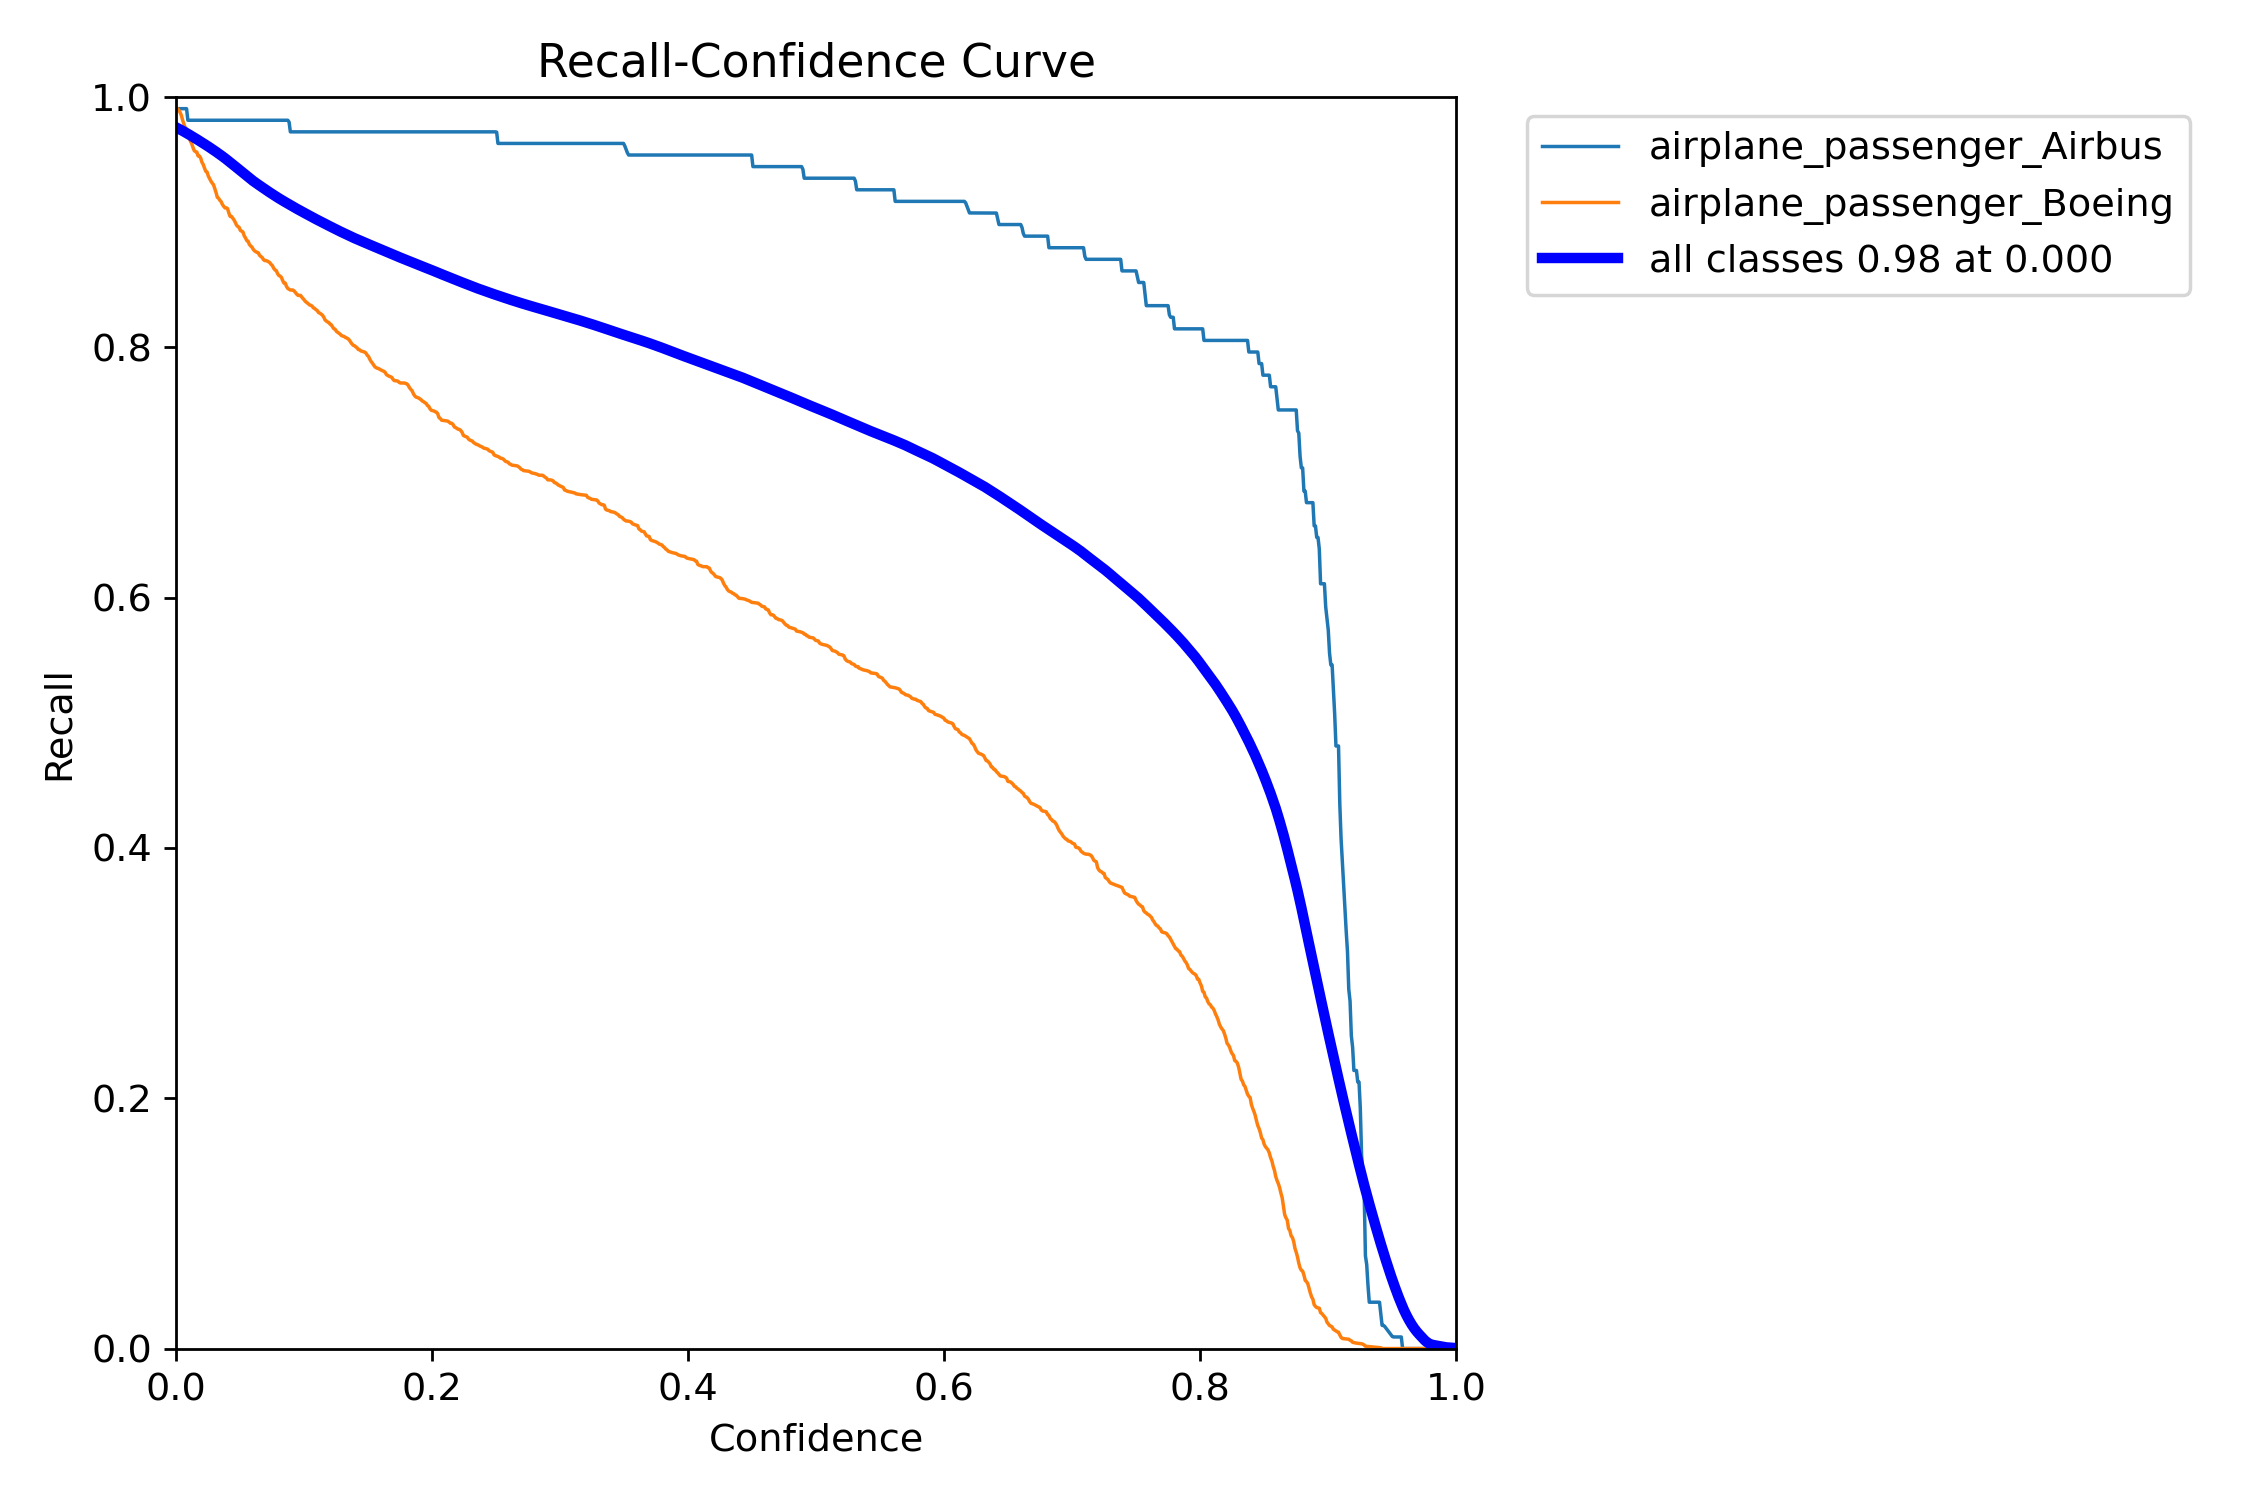 Recall-Confidence Curve
airplane_passenger_Airbus
airplane_passenger_Boeing
all classes 0.98 at 0.000
Recall
1.0
0.8
0.6
0.4
0.2
0.0
0.0 0.2 0.4 0.6 0.8 1.0
Confidence